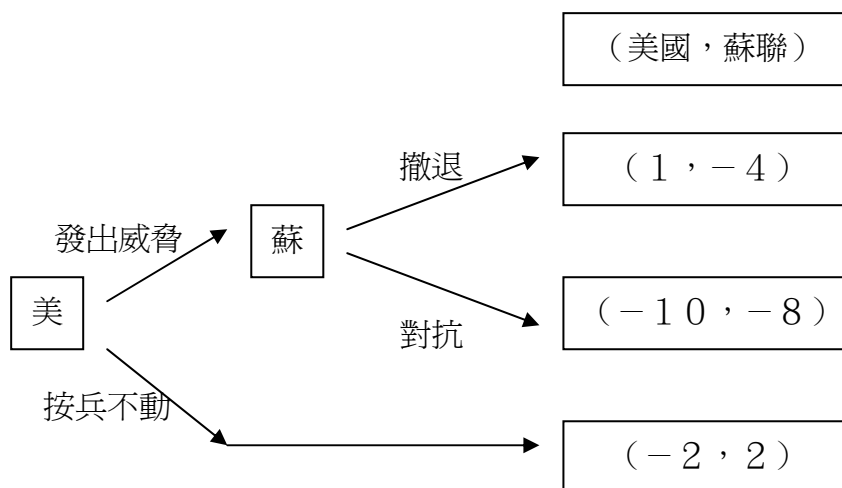 （美國，蘇聯）
撤退
（１，－４）
發出威脅
蘇
美
對抗
（－１０，－８）
按兵不動
（－２，２）